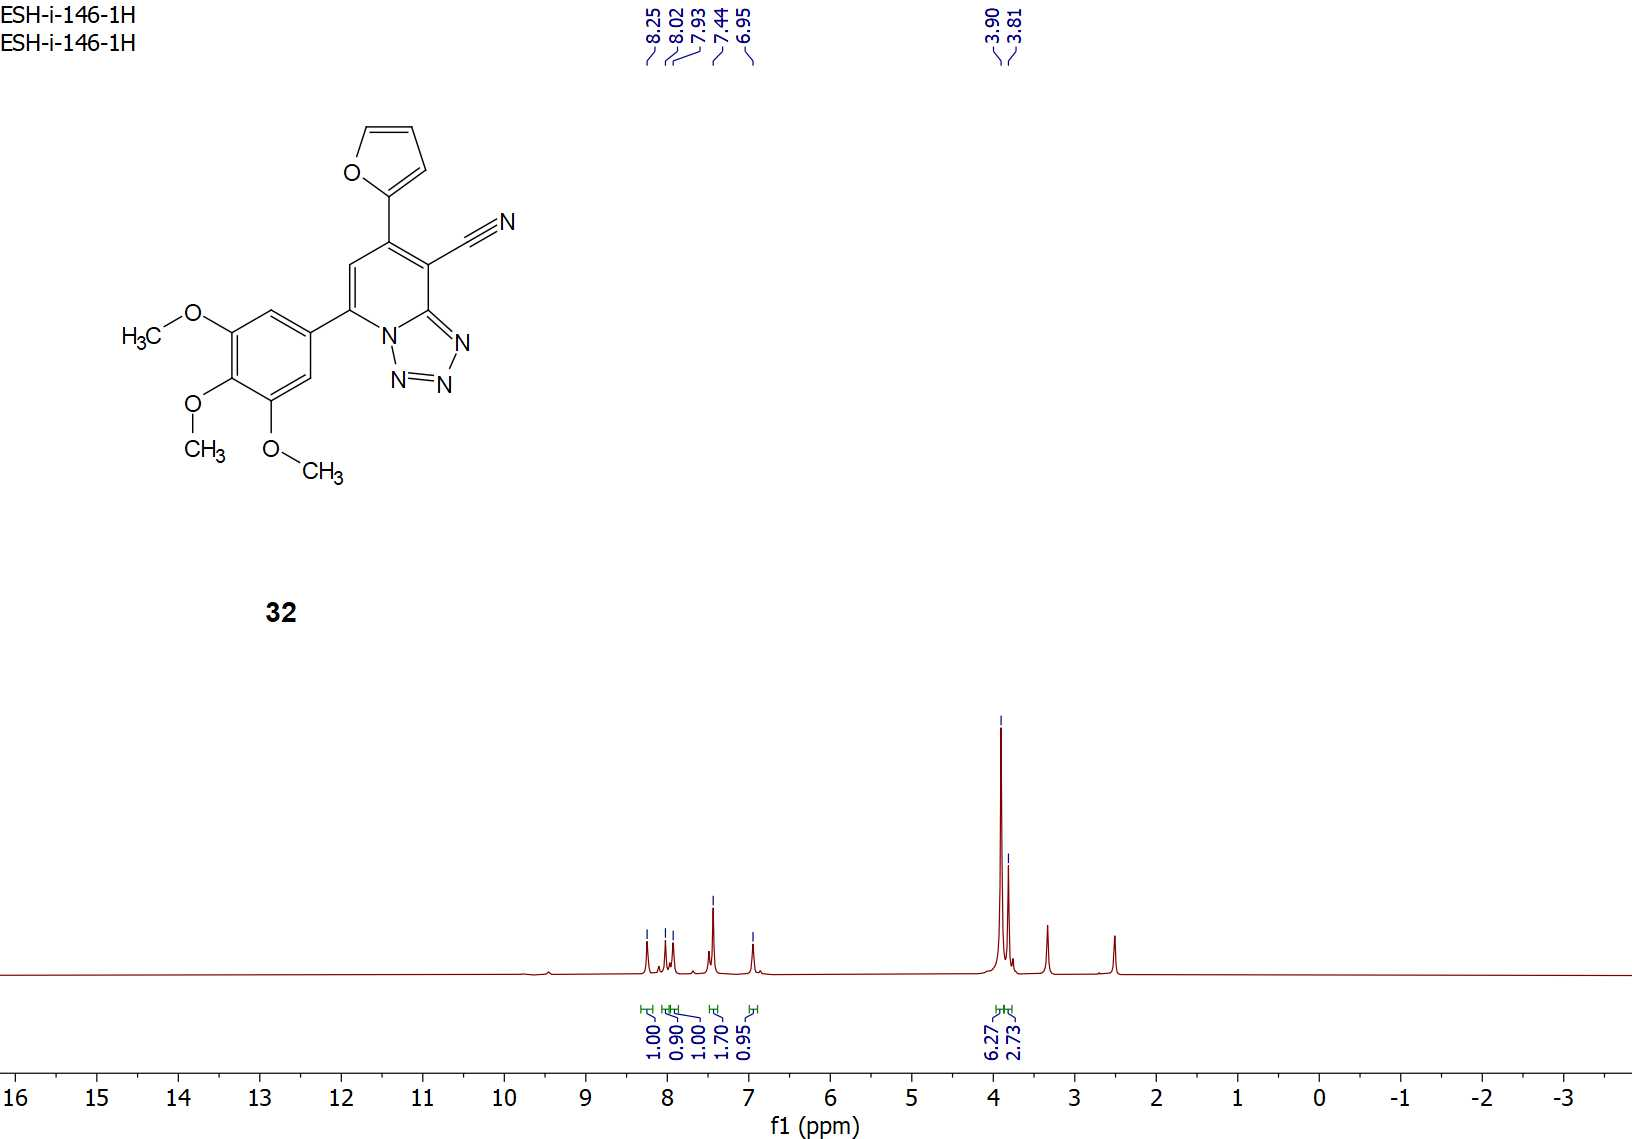 ESH-i-146-1H
ESH-i-146-1H
8.25
8.02
7.93
7.44
6.95
3.90
3.81
O
N
O
H3C
N
N
N
N
O
CH3
O
CH3
32
1.00
0.90
1.00
1.70
0.95
6.27
2.73
16 15 14 13 12 11 10 9 8 7 6 5 4 3 2 1 0 -1 -2 -3
f1 (ppm)